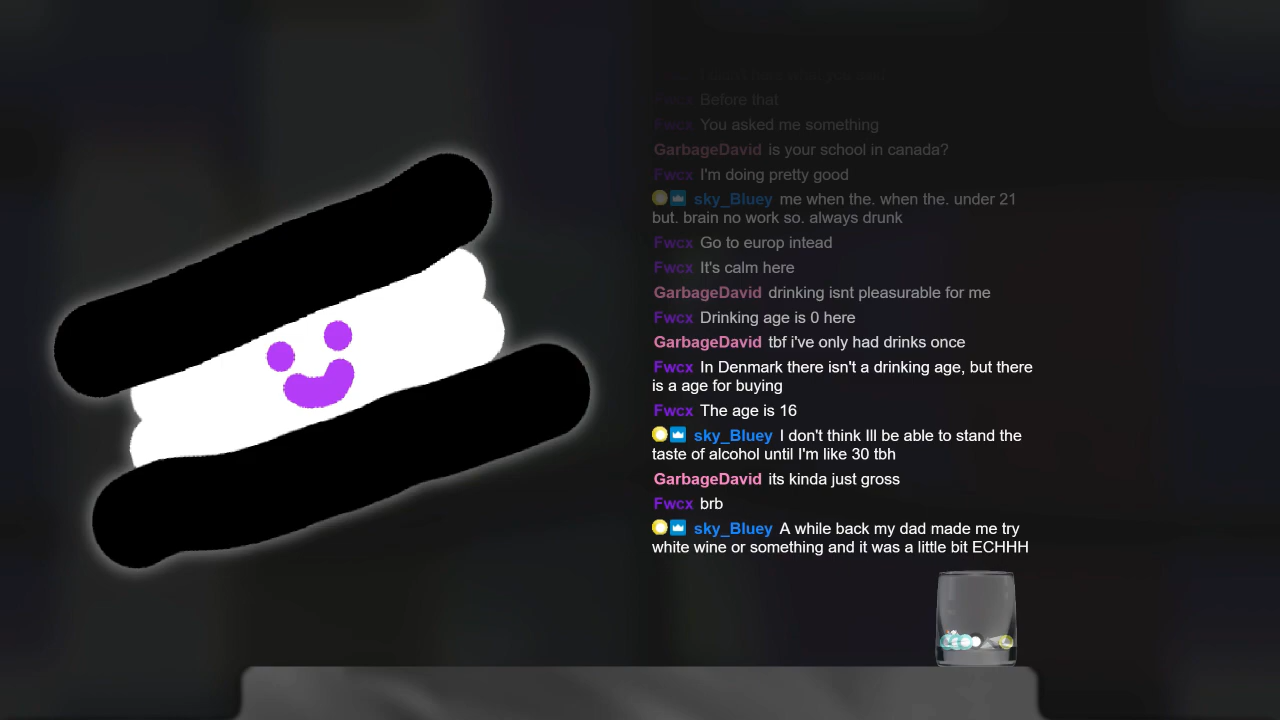 Fwcx Before that
Fwcx You asked me something
GarbageDavid is your school in canada?
Fwcx I'm doing pretty good
sky_Bluey me when the. when the. under 21
but. brain no work so. always drunk
Fwcx Go to europ intead
Fwcx It's calm here
GarbageDavid drinking isnt pleasurable for me
Fwcx Drinking age is 0 here
GarbageDavid tbf i've only had drinks once
Fwcx In Denmark there isn't a drinking age, but there
is a age for buying
Fwcx The age is 16
sky_Bluey I don't think Ill be able to stand the
taste of alcohol until I'm like 30 tbh
GarbageDavid its kinda just gross
Fwcx brb
sky_Bluey A while back my dad made me try
white wine or something and it was a little bit ECHHH